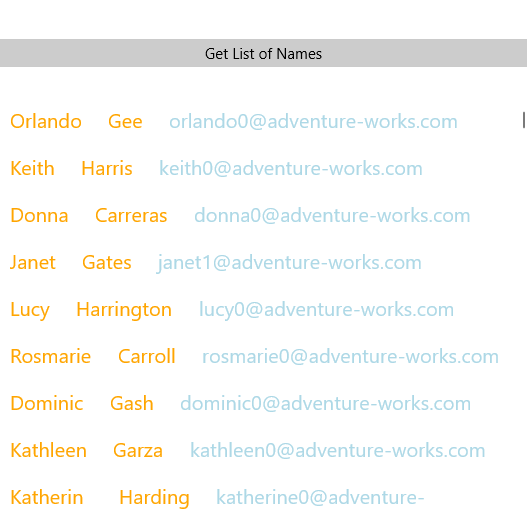 Get List of Names
Orlando Gee orlando0@adventure-works.com
Keith Harris keith0@adventure-works.com
Donna Carreras donna0@adventure-works.com
Janet Gates janet1@adventure-works.com
Lucy Harrington lucy0@adventure-works.com
Rosmarie Carroll rosmarie0@adventure-works.com
Dominic Gash dominic0@adventure-works.com
Kathleen Garza kathleen0@adventure-works.com
Katherin Harding katherine0@adventure-